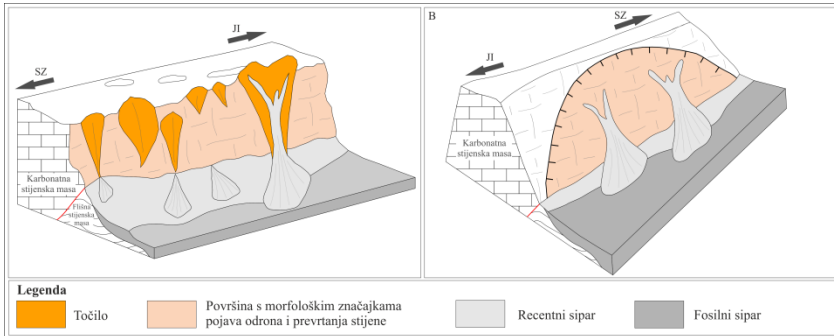 SZ
JI
Karbonatna
stijenska masa
Flišna
stijenska
masa
B
JI
SZ
Karbonatna
stijenska masa
Legenda
Točilo
Površina s morfološkim značajkama
pojava odrona i prevrtanja stijene
Recentni sipar
Fosilni sipar